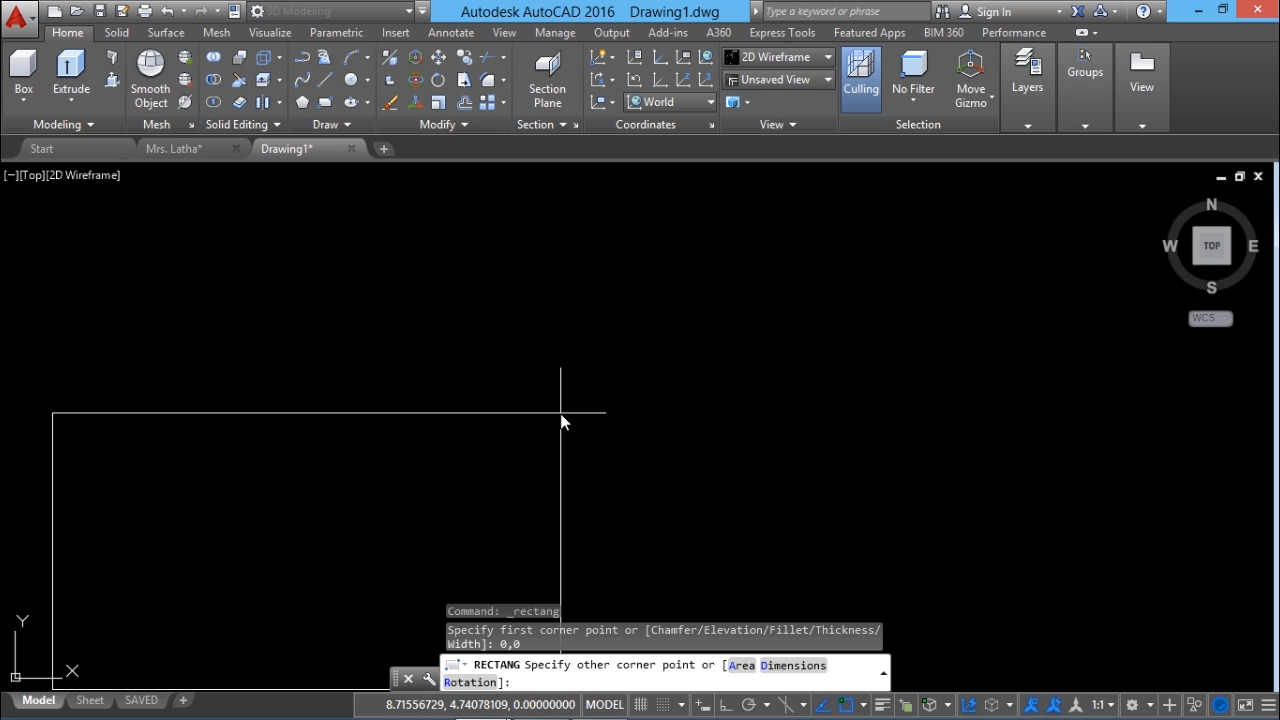 3D Modeling
Autodesk AutoCAD 2016 Drawing1.dwg
Type a keyword or phrase
Sign In
Home Solid Surface Mesh Visualize Parametric Insert Annotate View Manage Output Add-ins A360 Express Tools Featured Apps BIM 360 Performance
2D Wireframe
Unsaved View
World
Box
Extrude
Smooth
Object
Section
Plane
Culling
No Filter
Move
Gizmo
Layers
Groups
View
Modeling Mesh Solid Editing Draw Modify Section Coordinates View Selection
Start Mrs. Latha* Drawing1*
[−][Top][2D Wireframe]
N
W TOP E
S
WCS
Y
X
Command: _rectang
Specify first corner point or [Chamfer/Elevation/Fillet/Thickness/
Width]: 0,0
RECTANG Specify other corner point or [Area Dimensions
Rotation]:
Model Sheet SAVED
8.71556729, 4.74078109, 0.00000000 MODEL
1:1